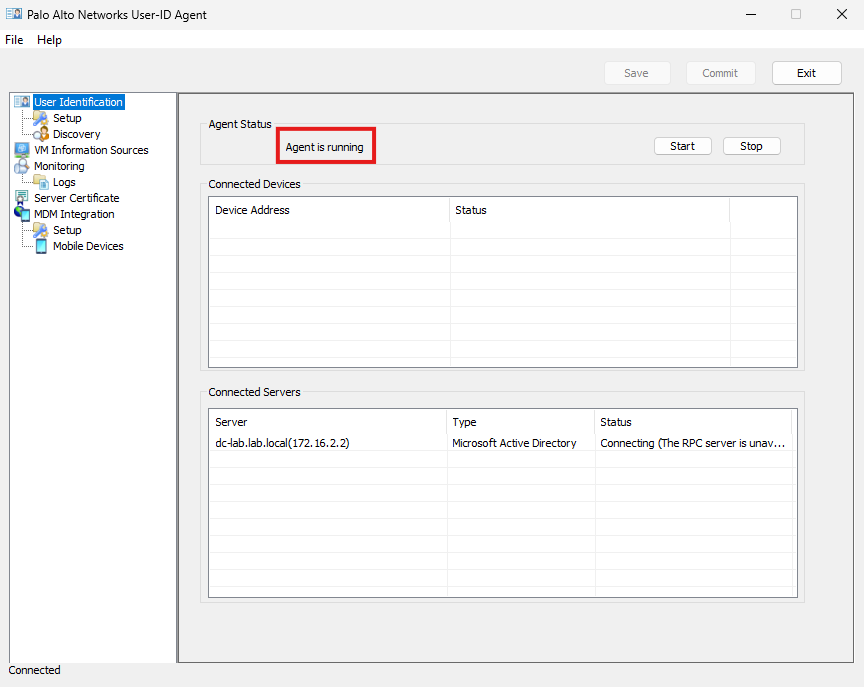 Palo Alto Networks User-ID Agent
File Help
Save Commit Exit
User Identification
Setup
Discovery
VM Information Sources
Monitoring
Logs
Server Certificate
MDM Integration
Setup
Mobile Devices
Agent Status
Agent is running
Start Stop
Connected Devices
Device Address Status
Connected Servers
Server Type Status
dc-lab.lab.local(172.16.2.2) Microsoft Active Directory Connecting (The RPC server is unav...
Connected